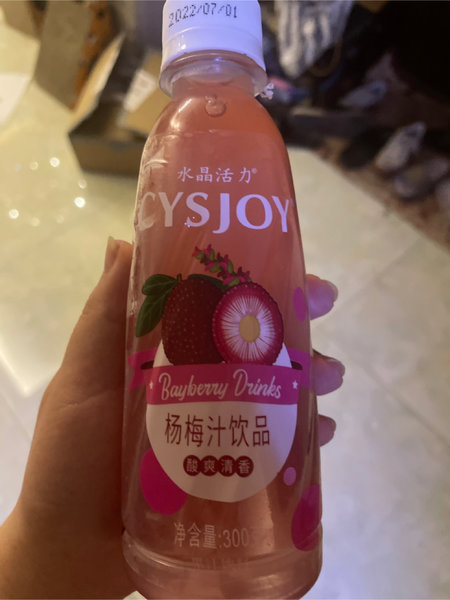 2022/07/01
水晶活力®
CYSJOY
Bayberry Drinks
杨梅汁饮品
酸爽清香
净含量:300